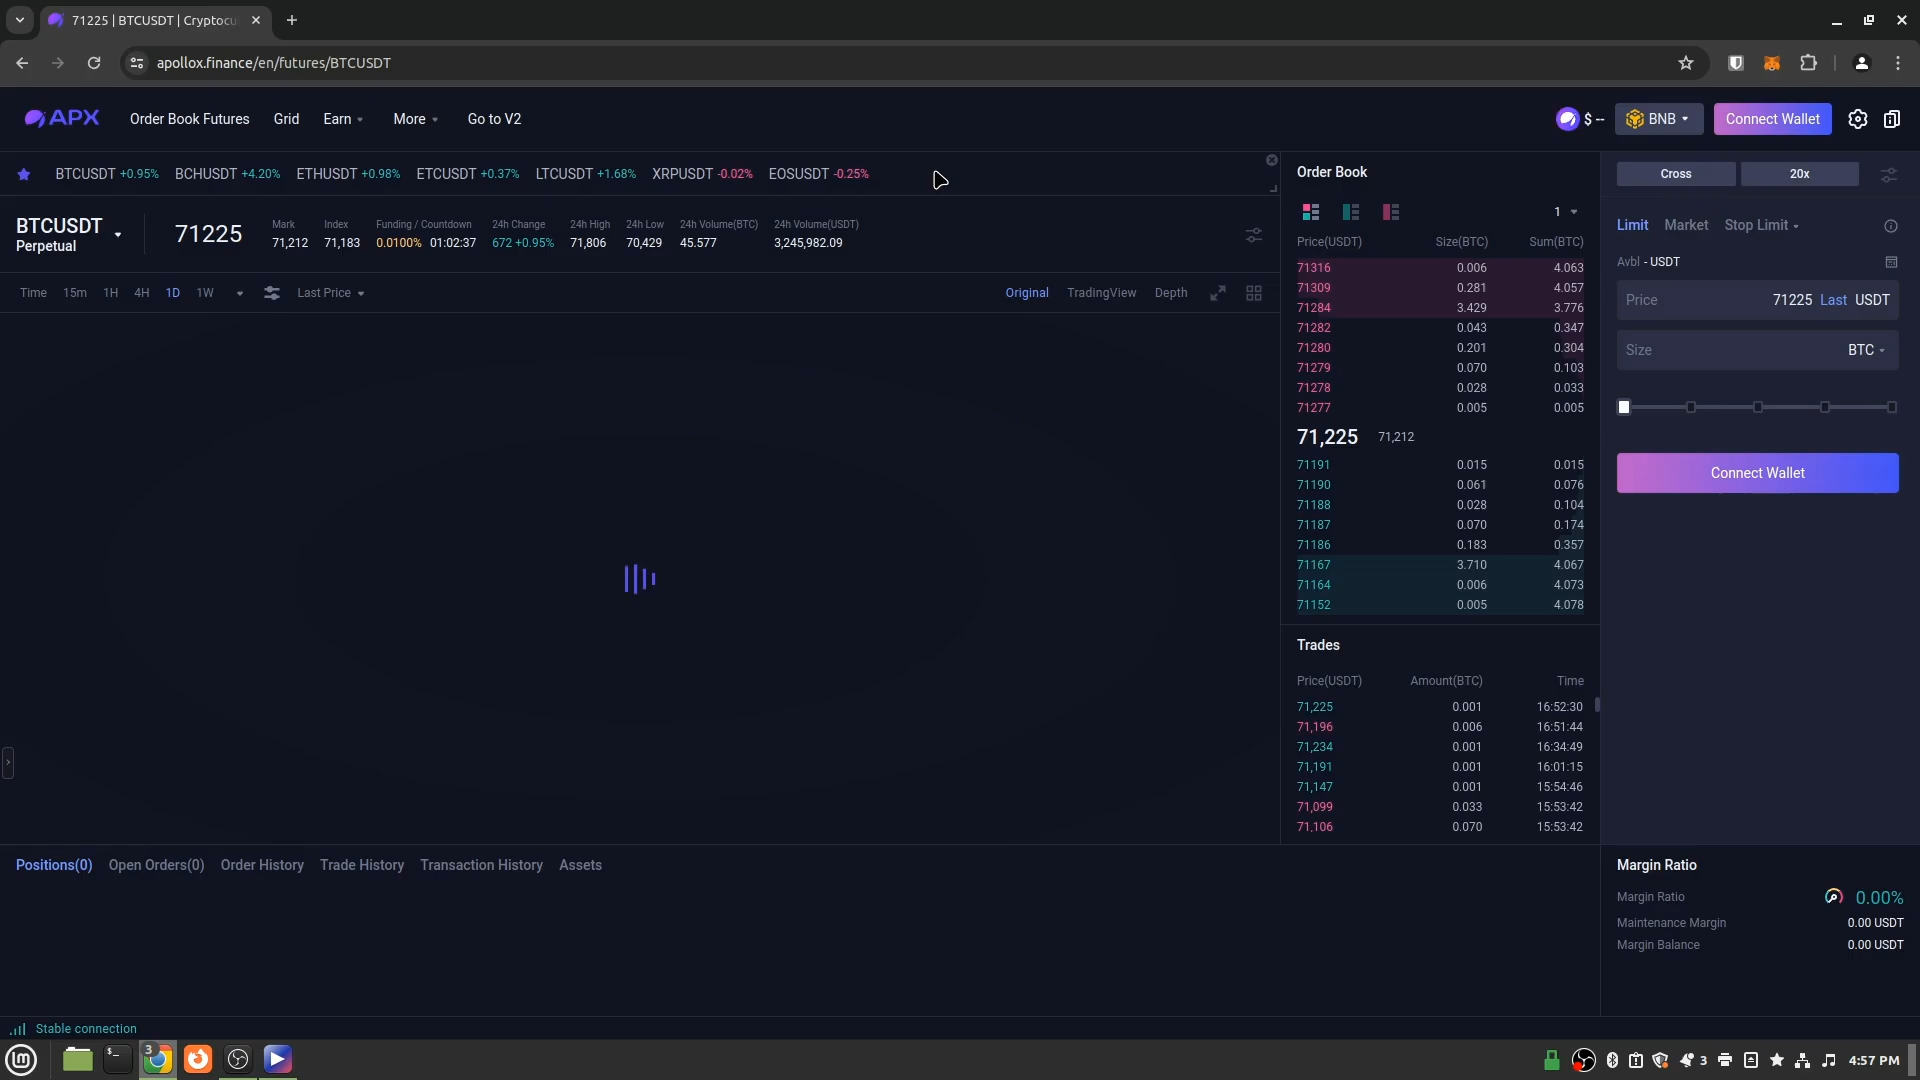 71225 | BTCUSDT | Cryptocu
apollox.finance/en/futures/BTCUSDT
APX
Order Book Futures Grid Earn More Go to V2
$ -- BNB Connect Wallet
BTCUSDT +0.95% BCHUSDT +4.20% ETHUSDT +0.98% ETCUSDT +0.37% LTCUSDT +1.68% XRPUSDT -0.02% EOSUSDT -0.25%
BTCUSDT
Perpetual
71225
Mark Index Funding / Countdown 24h Change 24h High 24h Low 24h Volume(BTC) 24h Volume(USDT)
71,212 71,183 0.0100% 01:02:37 672 +0.95% 71,806 70,429 45.577 3,245,982.09
Time 15m 1H 4H 1D 1W Last Price Original TradingView Depth
Order Book
1
Price(USDT) Size(BTC) Sum(BTC)
71316 0.006 4.063
71309 0.281 4.057
71284 3.429 3.776
71282 0.043 0.347
71280 0.201 0.304
71279 0.070 0.103
71278 0.028 0.033
71277 0.005 0.005
71,225 71,212
71191 0.015 0.015
71190 0.061 0.076
71188 0.028 0.104
71187 0.070 0.174
71186 0.183 0.357
71167 3.710 4.067
71164 0.006 4.073
71152 0.005 4.078
Trades
Price(USDT) Amount(BTC) Time
71,225 0.001 16:52:30
71,196 0.006 16:51:44
71,234 0.001 16:34:49
71,191 0.001 16:01:15
71,147 0.001 15:54:46
71,099 0.033 15:53:42
71,106 0.070 15:53:42
Cross 20x
Limit Market Stop Limit
Avbl - USDT
Price 71225 Last USDT
Size BTC
Connect Wallet
Positions(0) Open Orders(0) Order History Trade History Transaction History Assets
Margin Ratio
Margin Ratio 0.00%
Maintenance Margin 0.00 USDT
Margin Balance 0.00 USDT
Stable connection
3
3
4:57 PM